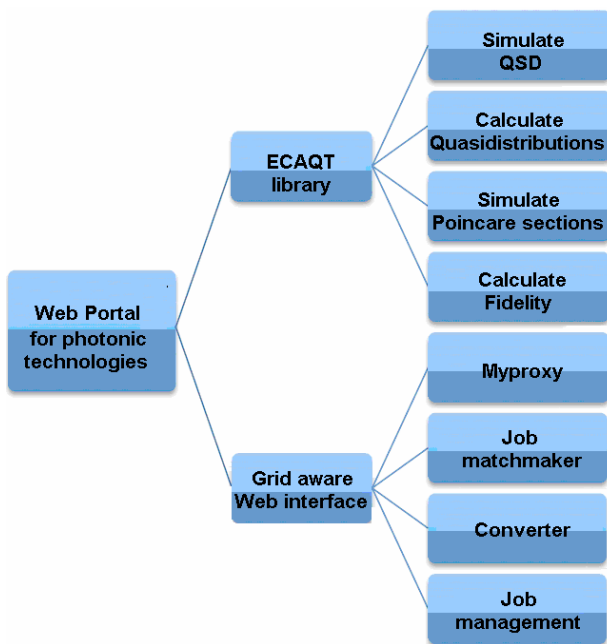 Simulate
QSD
Calculate
Quasidistributions
ECAQT
library
Simulate
Poincare sections
Calculate
Fidelity
Web Portal
for photonic
technologies
Myproxy
Job
matchmaker
Grid aware
Web interface
Converter
Job
management